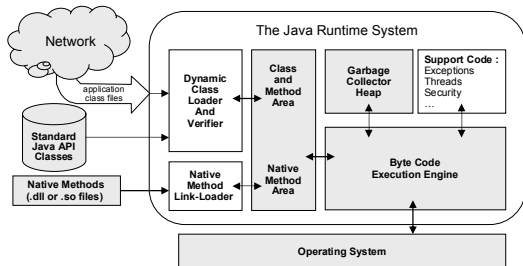 The Java Runtime System
Network
application
class files
Standard
Java API
Classes
Native Methods
(.dll or .so files)
Dynamic
Class
Loader
And
Verifier
Native
Method
Link-Loader
Class
and
Method
Area
Native
Method
Area
Garbage
Collector
Heap
Support Code :
Exceptions
Threads
Security
…
Byte Code
Execution Engine
Operating System